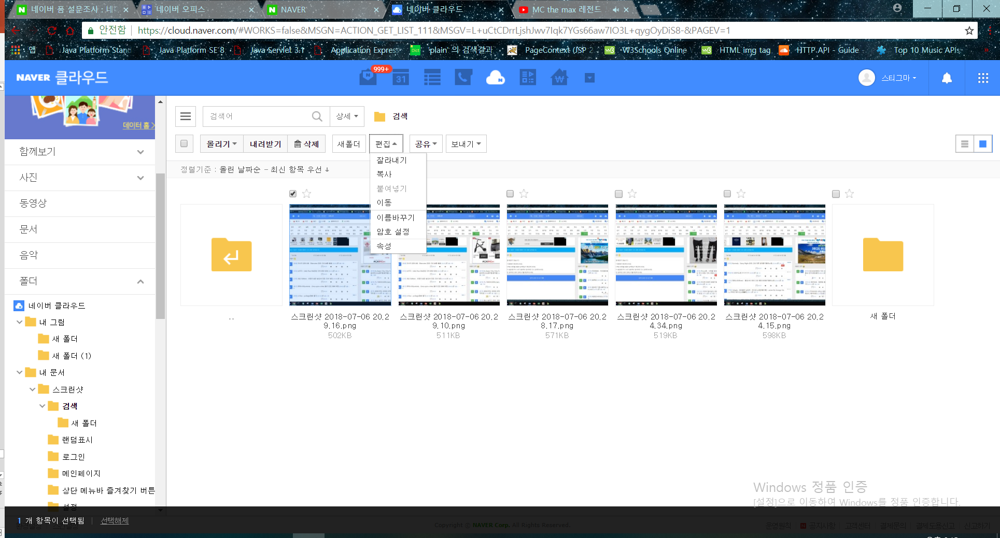 네이버 폼 설문조사 : 네이
네이버 오피스
NAVER
네이버 클라우드
MC the max 레전드
안전함
https://cloud.naver.com/#WORKS=false&MSGN=ACTION_GET_LIST_111&MSGV=L+uCtCDrrLjshJwv7Iqk7YGs66aw7IO3L+qygOyDiS8-&PAGEV=1
앱
Java Platform Stand
Java Platform SE 8
Java Servlet 3.1
Application Express
'plain' 의 검색결과
PageContext (JSP 2.
W3Schools Online
HTML img tag
HTTP API - Guide
Top 10 Music APIs
NAVER 클라우드
999+
31
스티그마
데이터 홈 >
검색어
상세
검색
올리기
내려받기
삭제
새폴더
편집
공유
보내기
잘라내기
복사
붙여넣기
이동
이름바꾸기
암호 설정
속성
정렬기준 : 올린 날짜순 - 최신 항목 우선 ↓
함께보기
사진
동영상
문서
음악
폴더
네이버 클라우드
내 그림
새 폴더
새 폴더 (1)
내 문서
스크린샷
검색
새 폴더
랜덤표시
로그인
메인페이지
상단 메뉴바 즐겨찾기 버튼
설정
..
스크린샷 2018-07-06 20.2
9.16.png
502KB
스크린샷 2018-07-06 20.2
9.10.png
511KB
스크린샷 2018-07-06 20.2
8.17.png
571KB
스크린샷 2018-07-06 20.2
4.34.png
519KB
스크린샷 2018-07-06 20.2
4.15.png
598KB
새 폴더
Windows 정품 인증
[설정]으로 이동하여 Windows를 정품 인증합니다.
1 개 항목이 선택됨
선택해제
Copyright © NAVER Corp. All Rights Reserved.
운영원칙
공지사항
고객센터
결제문의
결제도용신고
신고하기